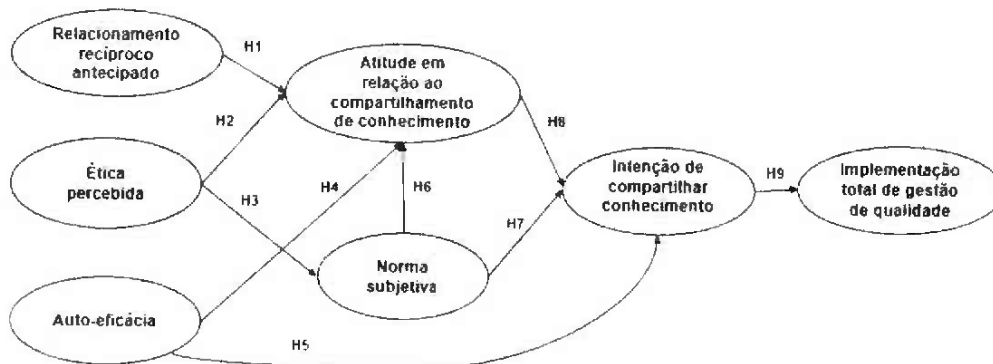 Relacionamento
recíproco
antecipado
H1
Atitude em
relação ao
compartilhamento
de conhecimento
H2
H8
Ética
percebida
H3
H4
H6
H7
Intenção de
compartilhar
conhecimento
H9
Implementação
total de gestão
de qualidade
Norma
subjetiva
Auto-eficácia
H5